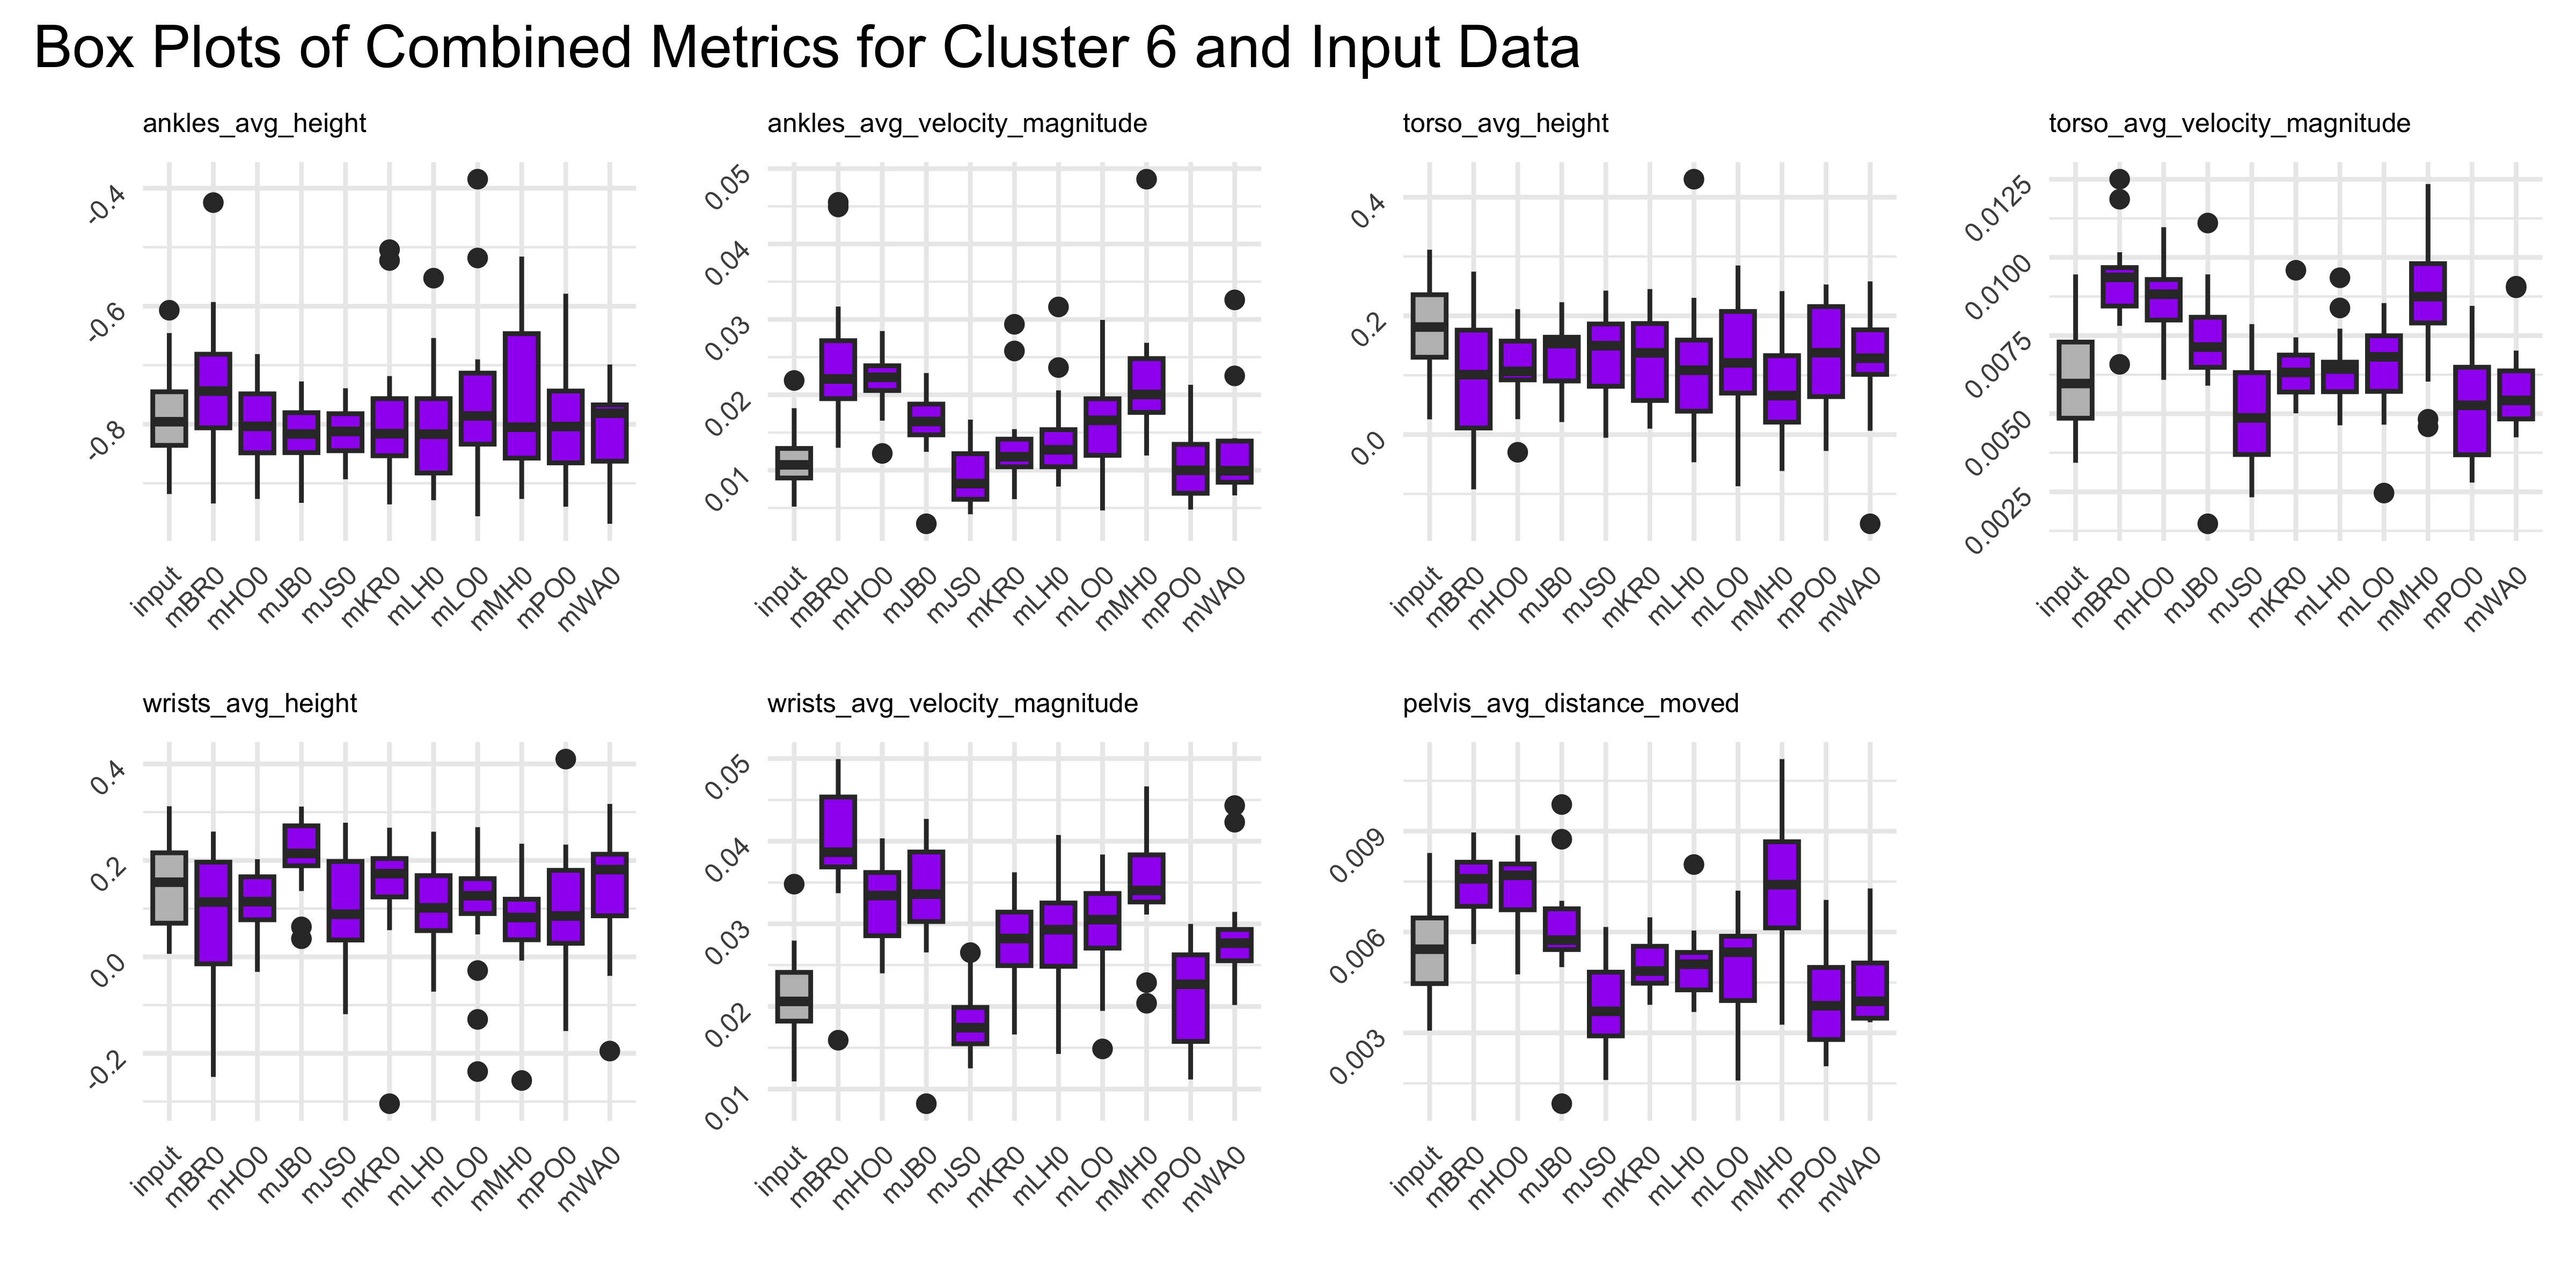 Box Plots of Combined Metrics for Cluster 6 and Input Data
ankles_avg_height
-0.4
-0.6
-0.8
input mBR0 mHO0 mJB0 mJS0 mKR0 mLH0 mLO0 mMH0 mPO0 mWA0
ankles_avg_velocity_magnitude
0.05
0.04
0.03
0.02
0.01
input mBR0 mHO0 mJB0 mJS0 mKR0 mLH0 mLO0 mMH0 mPO0 mWA0
torso_avg_height
0.4
0.2
0.0
input mBR0 mHO0 mJB0 mJS0 mKR0 mLH0 mLO0 mMH0 mPO0 mWA0
torso_avg_velocity_magnitude
0.0125
0.0100
0.0075
0.0050
0.0025
input mBR0 mHO0 mJB0 mJS0 mKR0 mLH0 mLO0 mMH0 mPO0 mWA0
wrists_avg_height
0.4
0.2
0.0
-0.2
input mBR0 mHO0 mJB0 mJS0 mKR0 mLH0 mLO0 mMH0 mPO0 mWA0
wrists_avg_velocity_magnitude
0.05
0.04
0.03
0.02
0.01
input mBR0 mHO0 mJB0 mJS0 mKR0 mLH0 mLO0 mMH0 mPO0 mWA0
pelvis_avg_distance_moved
0.009
0.006
0.003
input mBR0 mHO0 mJB0 mJS0 mKR0 mLH0 mLO0 mMH0 mPO0 mWA0